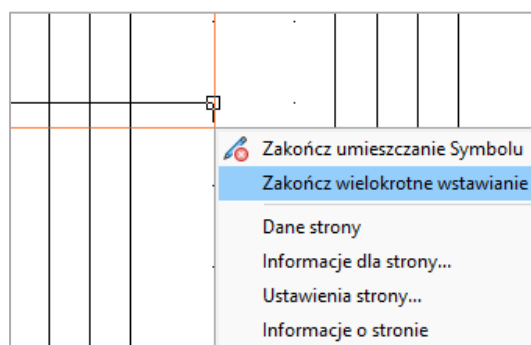 Zakończ umieszczanie Symbolu
Zakończ wielokrotne wstawianie
Dane strony
Informacje dla strony...
Ustawienia strony...
Informacje o stronie